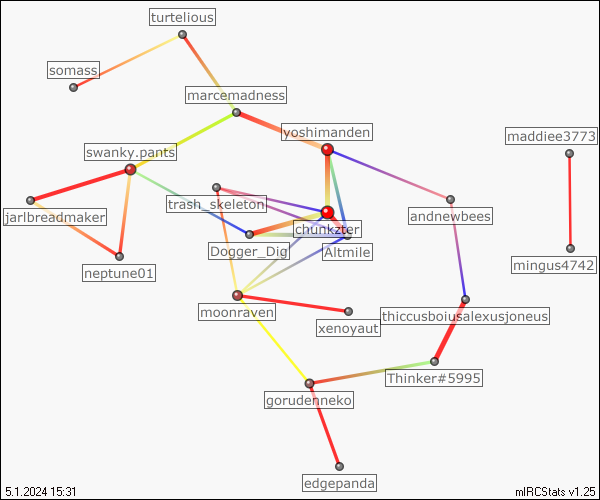 turtelious
somass
marcemadness
yoshimanden
maddiee3773
swanky.pants
trash_skeleton
jarlbreadmaker
andnewbees
chunkzter
Dogger_Dig
Altmile
mingus4742
neptune01
moonraven
thiccusboiusalexusjoneus
xenoyaut
Thinker#5995
gorudenneko
edgepanda
5.1.2024 15:31
mIRCStats v1.25